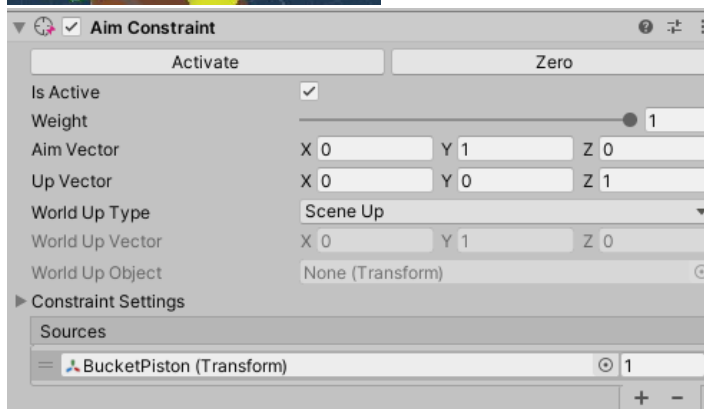 Aim Constraint
Activate Zero
Is Active
Weight 1
Aim Vector X 0 Y 1 Z 0
Up Vector X 0 Y 0 Z 1
World Up Type Scene Up
World Up Vector X 0 Y 1 Z 0
World Up Object None (Transform)
Constraint Settings
Sources
BucketPiston (Transform) 1
+ -